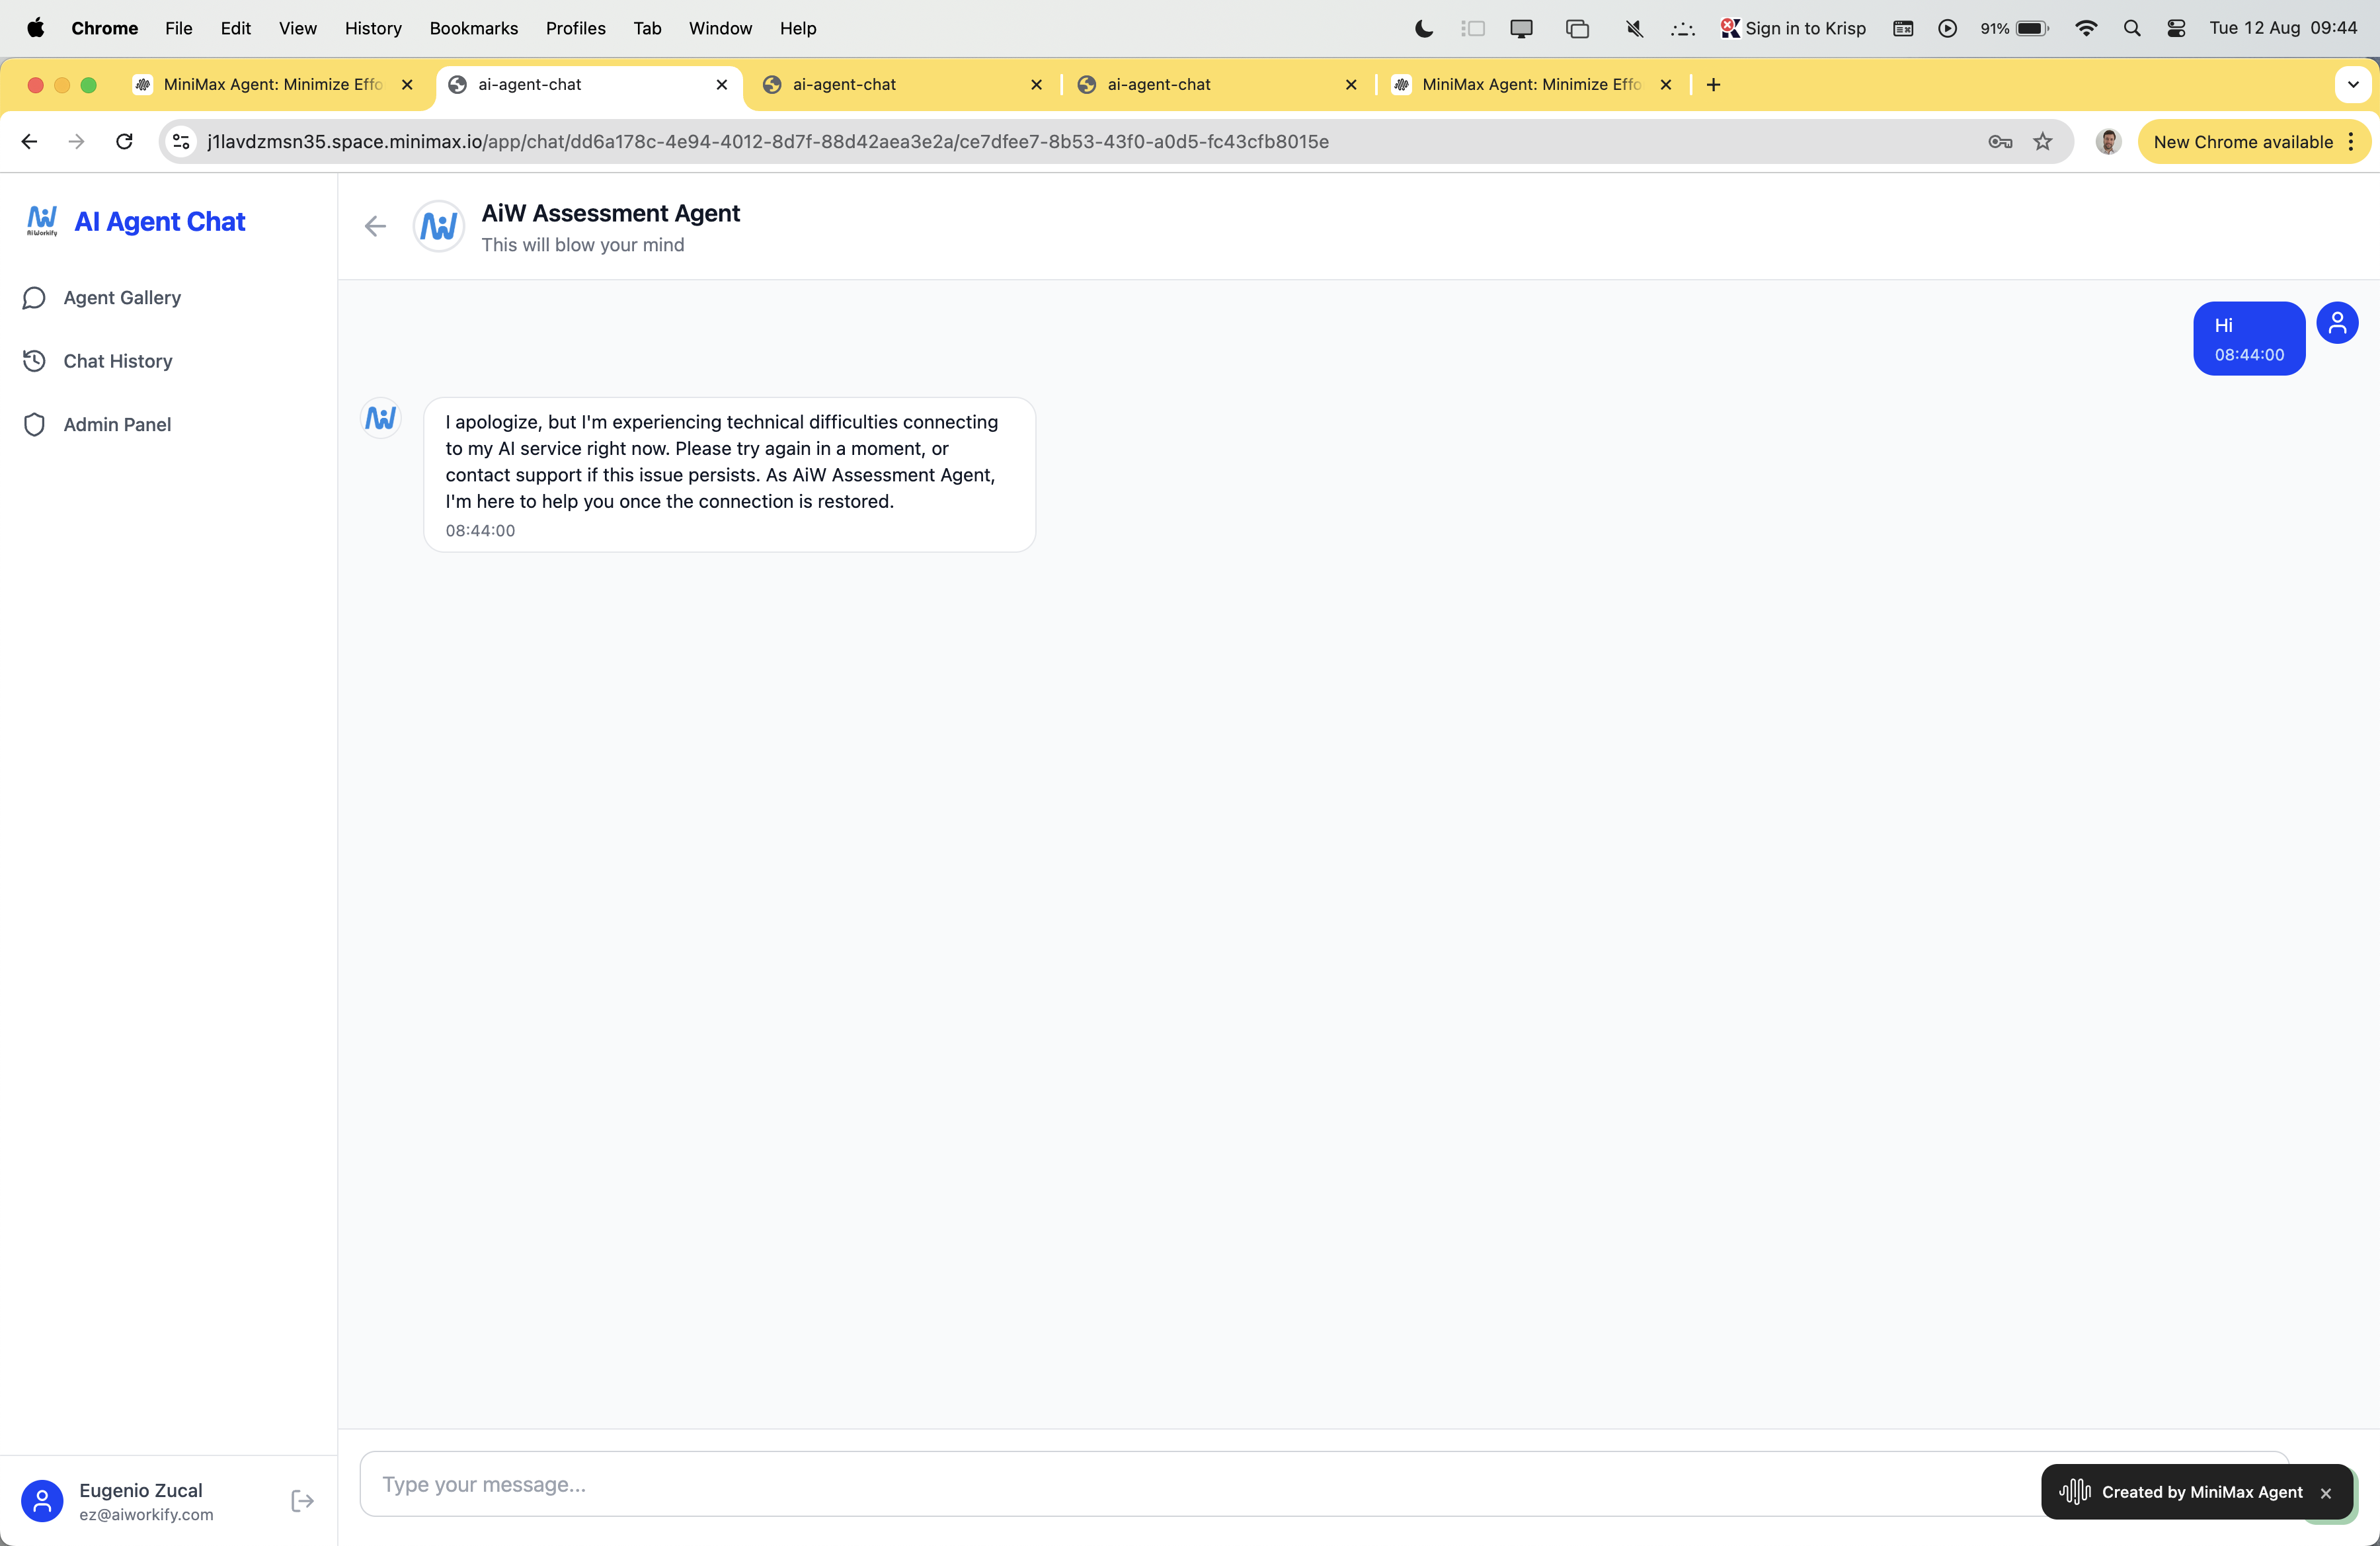 Chrome File Edit View History Bookmarks Profiles Tab Window Help Sign in to Krisp 91% Tue 12 Aug 09:44
MiniMax Agent: Minimize Effo ai-agent-chat ai-agent-chat ai-agent-chat MiniMax Agent: Minimize Effo
j1lavdzmsn35.space.minimax.io/app/chat/dd6a178c-4e94-4012-8d7f-88d42aea3e2a/ce7dfee7-8b53-43f0-a0d5-fc43cfb8015e New Chrome available
AI Workify
AI Agent Chat
Agent Gallery
Chat History
Admin Panel
AiW Assessment Agent
This will blow your mind
Hi
08:44:00
I apologize, but I'm experiencing technical difficulties connecting
to my AI service right now. Please try again in a moment, or
contact support if this issue persists. As AiW Assessment Agent,
I'm here to help you once the connection is restored.
08:44:00
Type your message...
Created by MiniMax Agent
Eugenio Zucal
ez@aiworkify.com